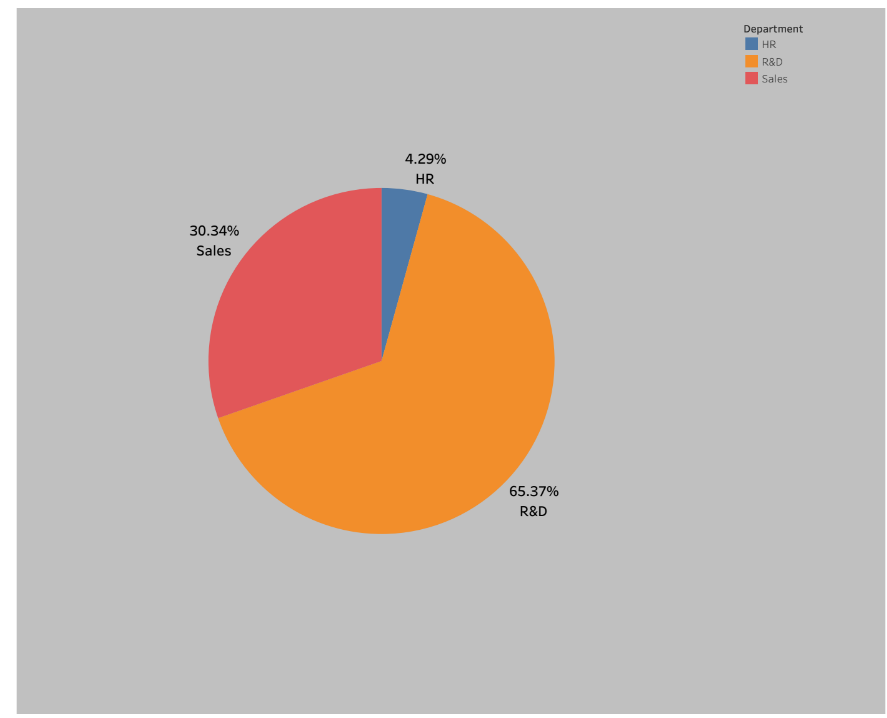 Department
HR
R&D
Sales
4.29%
HR
30.34%
Sales
65.37%
R&D